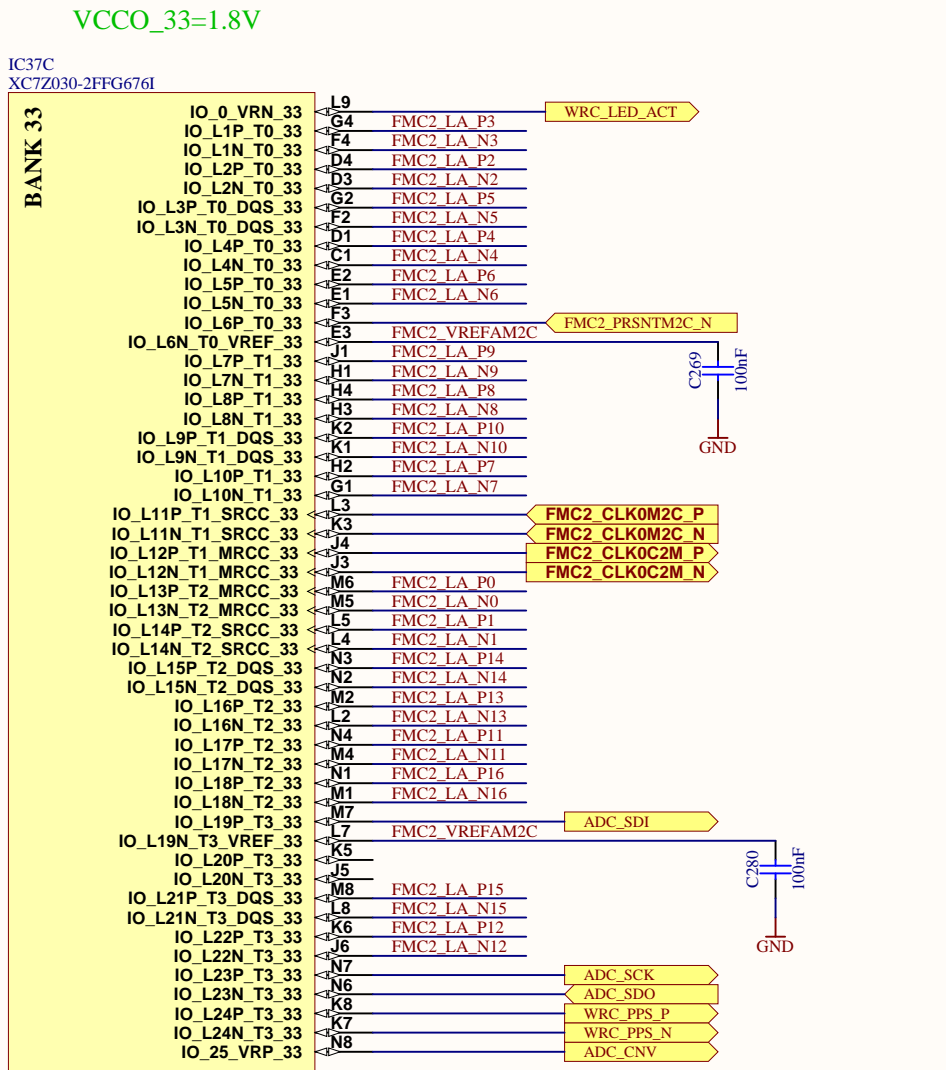 VCCO_33=1.8V
IC37C
XC7Z030-2FFG676I
BANK 33
IO_0_VRN_33 L9 WRC_LED_ACT
IO_L1P_T0_33 G4 FMC2_LA_P3
IO_L1N_T0_33 F4 FMC2_LA_N3
IO_L2P_T0_33 D4 FMC2_LA_P2
IO_L2N_T0_33 D3 FMC2_LA_N2
IO_L3P_T0_DQS_33 G2 FMC2_LA_P5
IO_L3N_T0_DQS_33 F2 FMC2_LA_N5
IO_L4P_T0_33 D1 FMC2_LA_P4
IO_L4N_T0_33 C1 FMC2_LA_N4
IO_L5P_T0_33 E2 FMC2_LA_P6
IO_L5N_T0_33 E1 FMC2_LA_N6
IO_L6P_T0_33 F3 FMC2_PRSNTM2C_N
IO_L6N_T0_VREF_33 E3 FMC2_VREFAM2C
IO_L7P_T1_33 J1 FMC2_LA_P9
IO_L7N_T1_33 H1 FMC2_LA_N9
C269 100nF
IO_L8P_T1_33 H4 FMC2_LA_P8
IO_L8N_T1_33 H3 FMC2_LA_N8
IO_L9P_T1_DQS_33 K2 FMC2_LA_P10
IO_L9N_T1_DQS_33 K1 FMC2_LA_N10
GND
IO_L10P_T1_33 H2 FMC2_LA_P7
IO_L10N_T1_33 G1 FMC2_LA_N7
IO_L11P_T1_SRCC_33 L3 FMC2_CLK0M2C_P
IO_L11N_T1_SRCC_33 K3 FMC2_CLK0M2C_N
IO_L12P_T1_MRCC_33 J4 FMC2_CLK0C2M_P
IO_L12N_T1_MRCC_33 J3 FMC2_CLK0C2M_N
IO_L13P_T2_MRCC_33 M6 FMC2_LA_P0
IO_L13N_T2_MRCC_33 M5 FMC2_LA_N0
IO_L14P_T2_SRCC_33 L5 FMC2_LA_P1
IO_L14N_T2_SRCC_33 L4 FMC2_LA_N1
IO_L15P_T2_DQS_33 N3 FMC2_LA_P14
IO_L15N_T2_DQS_33 N2 FMC2_LA_N14
IO_L16P_T2_33 M2 FMC2_LA_P13
IO_L16N_T2_33 L2 FMC2_LA_N13
IO_L17P_T2_33 N4 FMC2_LA_P11
IO_L17N_T2_33 M4 FMC2_LA_N11
IO_L18P_T2_33 N1 FMC2_LA_P16
IO_L18N_T2_33 M1 FMC2_LA_N16
IO_L19P_T3_33 M7 ADC_SDI
IO_L19N_T3_VREF_33 L7 FMC2_VREFAM2C
IO_L20P_T3_33 K5
IO_L20N_T3_33 J5
C280 100nF
IO_L21P_T3_DQS_33 M8 FMC2_LA_P15
IO_L21N_T3_DQS_33 L8 FMC2_LA_N15
IO_L22P_T3_33 K6 FMC2_LA_P12
IO_L22N_T3_33 J6 FMC2_LA_N12
GND
IO_L23P_T3_33 N7 ADC_SCK
IO_L23N_T3_33 N6 ADC_SDO
IO_L24P_T3_33 K8 WRC_PPS_P
IO_L24N_T3_33 K7 WRC_PPS_N
IO_25_VRP_33 N8 ADC_CNV